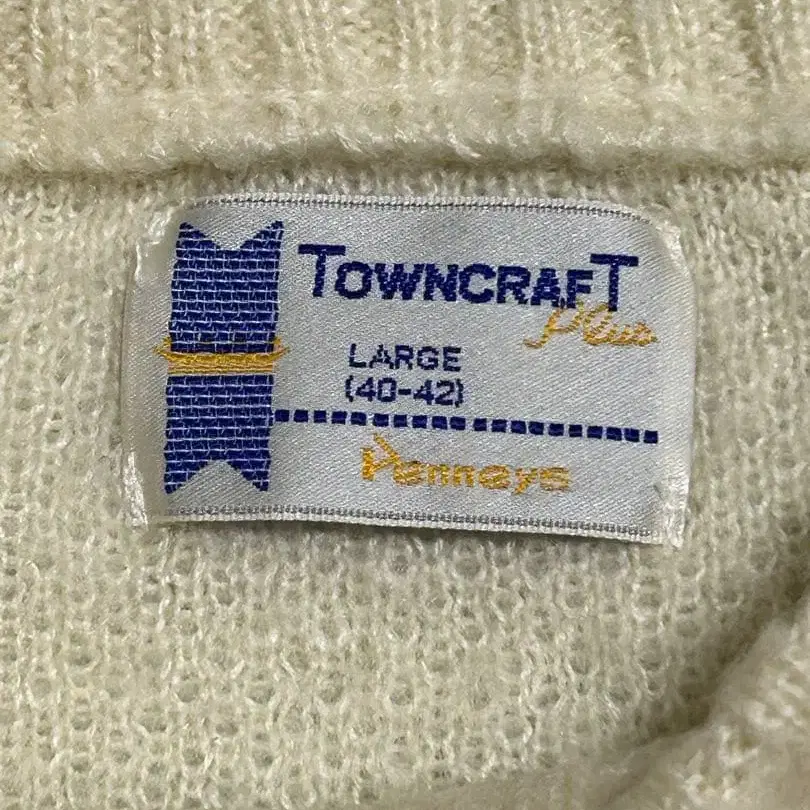 TOWNCRAFT
plus
LARGE
(40-42)
Penneys